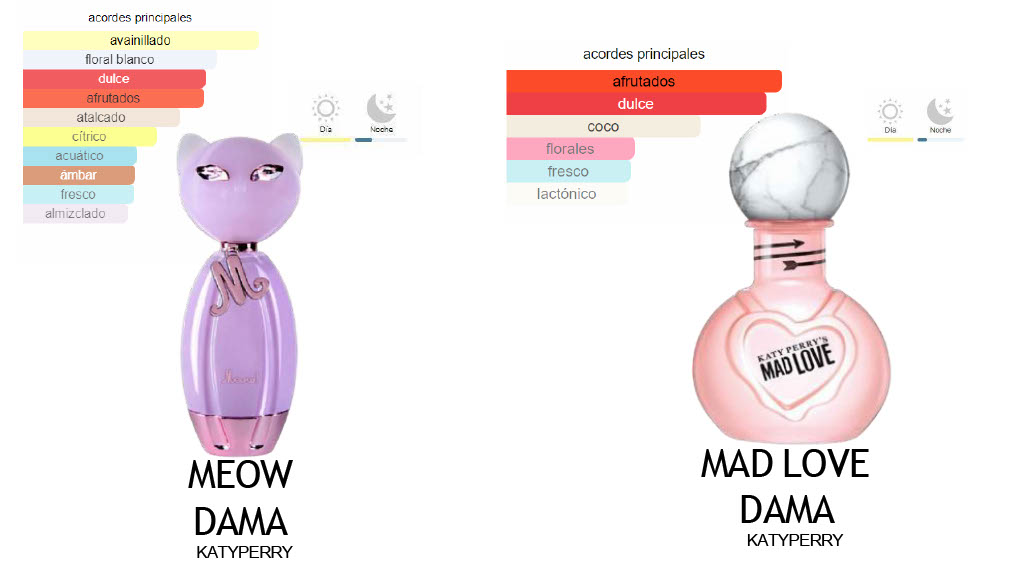 acordes principales
avainillado
floral blanco
dulce
afrutados
atalcado
cítrico
acuático
ámbar
fresco
almizclado
Día
Noche
M
Meow!
MEOW
DAMA
KATYPERRY
acordes principales
afrutados
dulce
coco
florales
fresco
lactónico
Día
Noche
KATY PERRY'S
MAD LOVE
MAD LOVE
DAMA
KATYPERRY